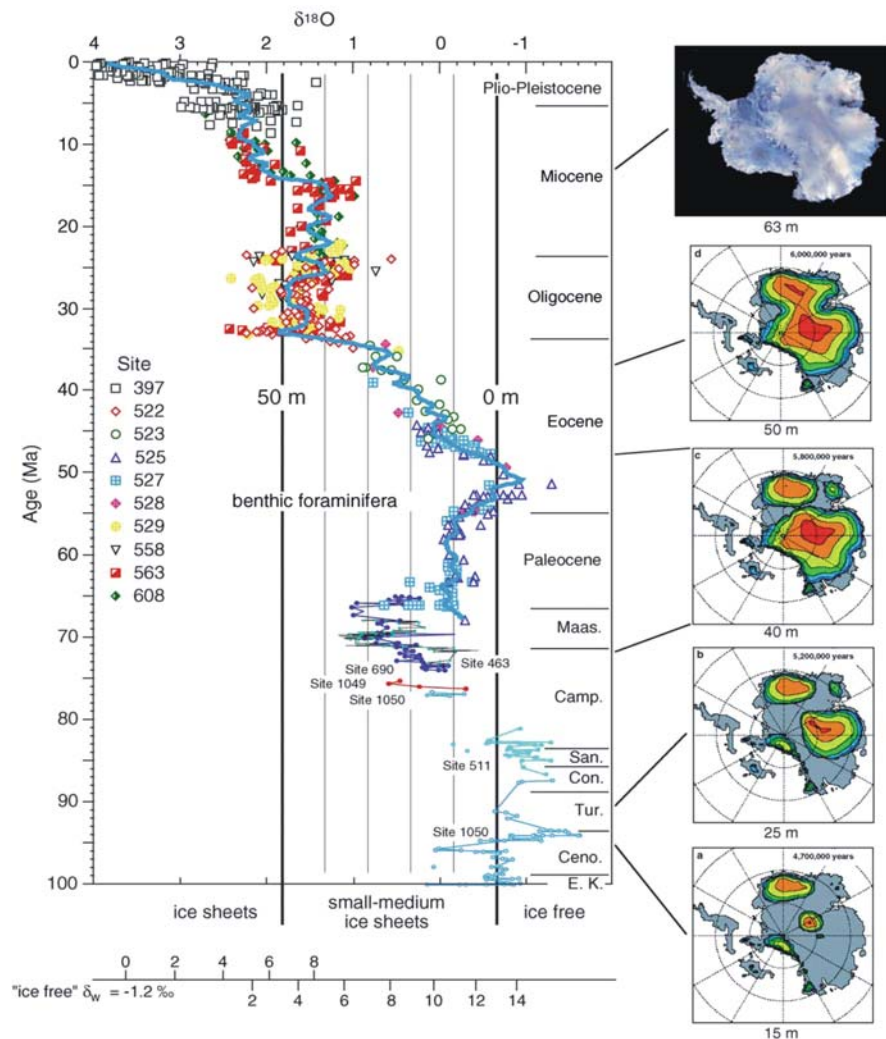 δ18O
4 3 2 1 0 -1
0
10
20
30
40
50
60
70
80
90
100
Age (Ma)
Plio-Pleistocene
Miocene
Oligocene
Eocene
Paleocene
Maas.
Camp.
San.
Con.
Tur.
Ceno.
E. K.
Site
397
522
523
525
527
528
529
558
563
608
50 m
0 m
benthic foraminifera
Site 690
Site 463
Site 1049
Site 1050
Site 511
Site 1050
ice sheets
small-medium
ice sheets
ice free
0 2 4 6 8
"ice free" δw = -1.2 ‰
2 4 6 8 10 12 14
63 m
d
6,000,000 years
50 m
c
5,800,000 years
40 m
b
5,200,000 years
25 m
a
4,700,000 years
15 m